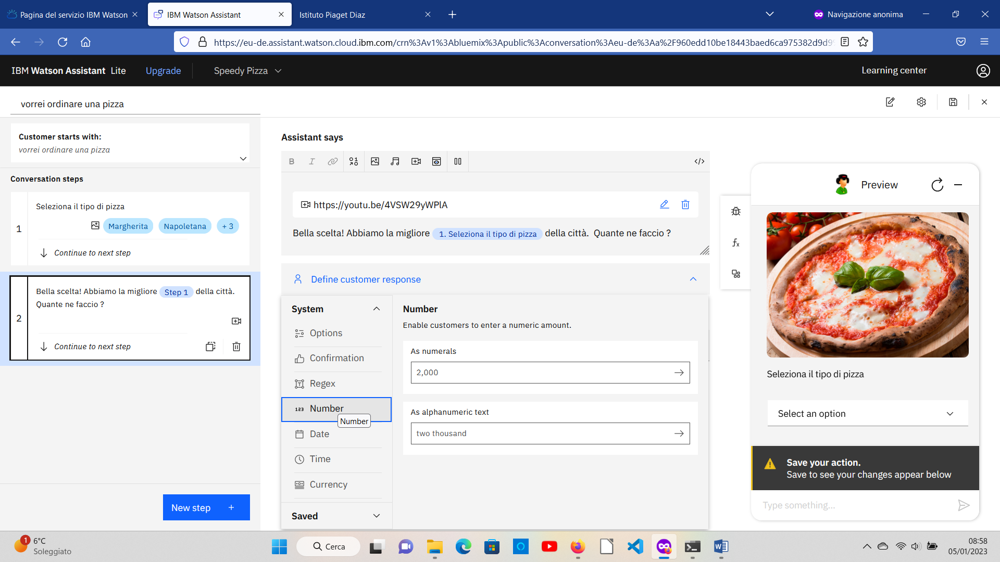 Pagina del servizio IBM Watson
IBM Watson Assistant
Istituto Piaget Diaz
Navigazione anonima
https://eu-de.assistant.watson.cloud.ibm.com/crn%3Av1%3Abluemix%3Apublic%3Aconversation%3Aeu-de%3Aa%2F960edd10be18443baed6ca975382d9d9
IBM Watson Assistant Lite
Upgrade
Speedy Pizza
Learning center
vorrei ordinare una pizza
Customer starts with:
vorrei ordinare una pizza
Conversation steps
1
Seleziona il tipo di pizza
Margherita
Napoletana
+ 3
Continue to next step
2
Bella scelta! Abbiamo la migliore Step 1 della città.
Quante ne faccio ?
Continue to next step
New step +
Assistant says
B I
https://youtu.be/4VSW29yWPlA
Bella scelta! Abbiamo la migliore 1. Seleziona il tipo di pizza della città. Quante ne faccio ?
Define customer response
System
Options
Confirmation
Regex
123 Number
Number
Date
Time
Currency
Saved
Number
Enable customers to enter a numeric amount.
As numerals
2,000
As alphanumeric text
two thousand
fx
Preview
Seleziona il tipo di pizza
Select an option
Save your action.
Save to see your changes appear below
Type something...
1
6°C
Soleggiato
Cerca
08:58
05/01/2023